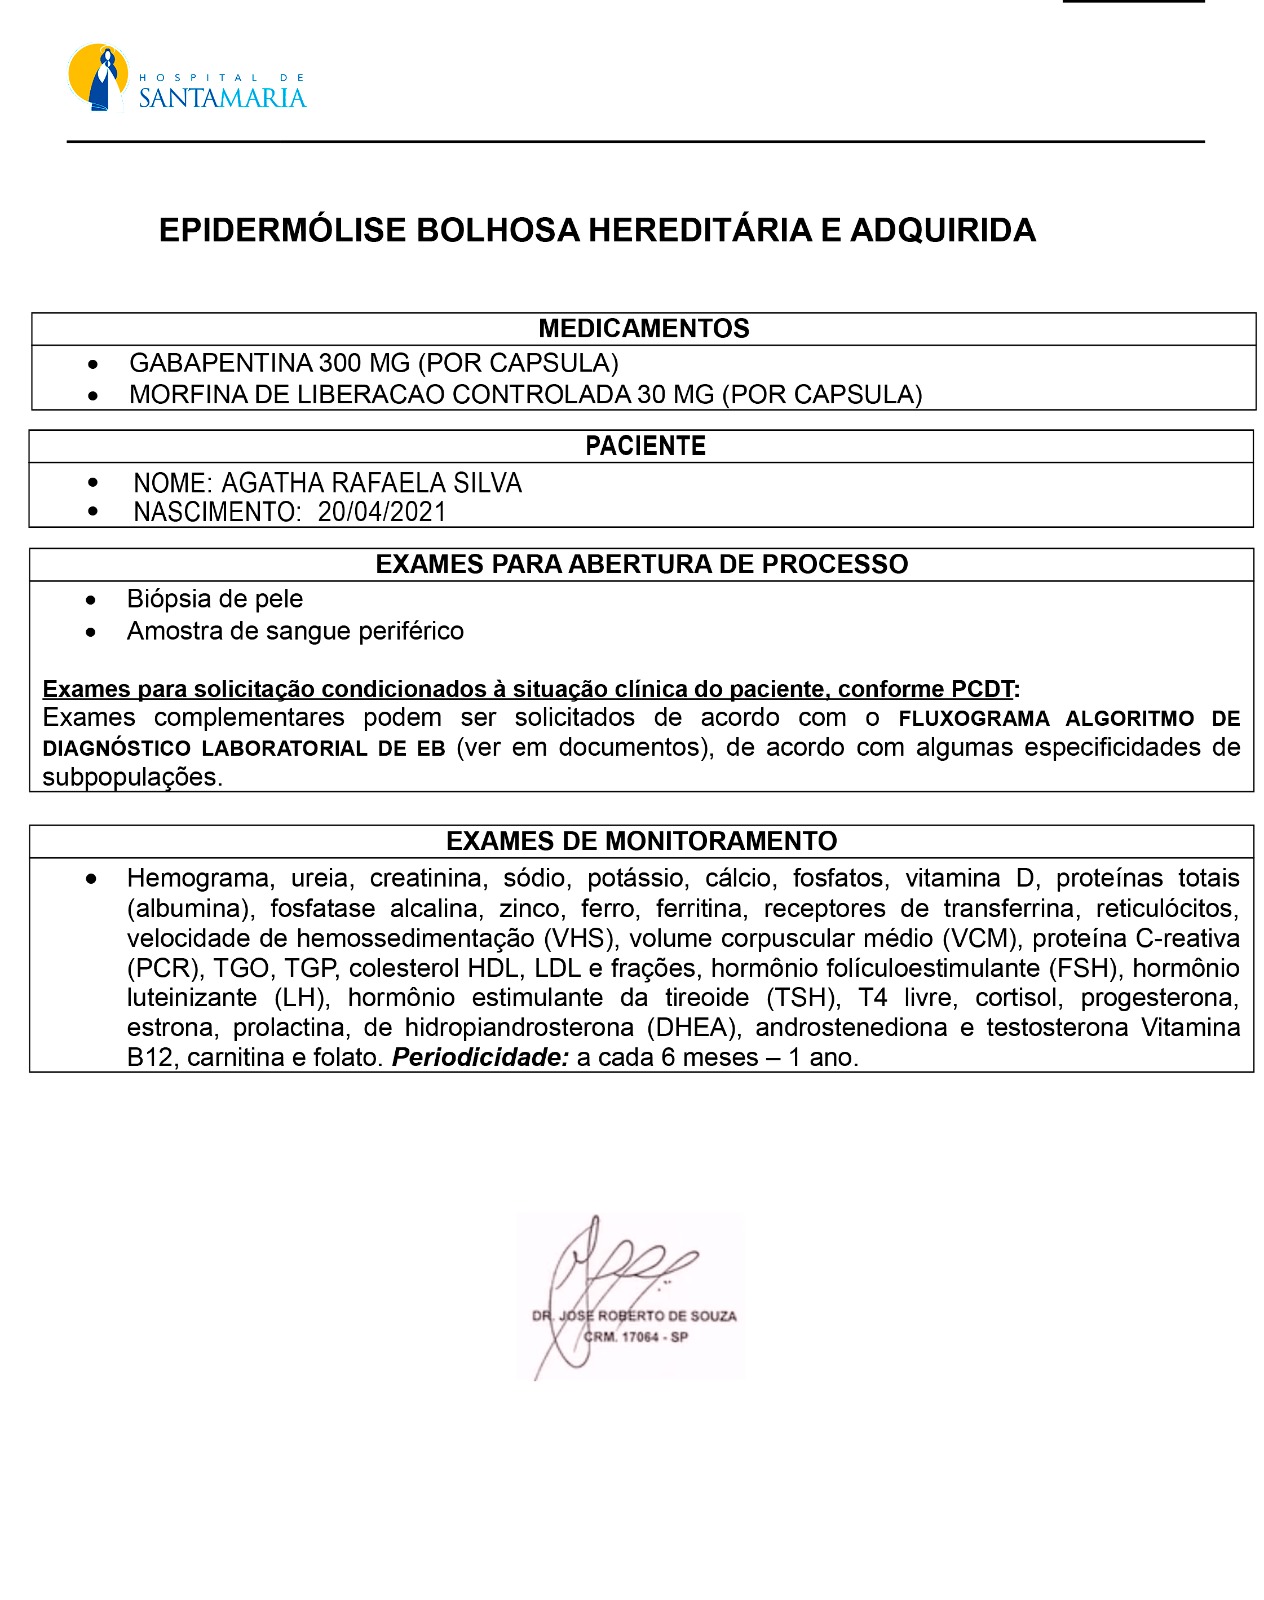 HOSPITAL DE
SANTAMARIA
EPIDERMÓLISE BOLHOSA HEREDITÁRIA E ADQUIRIDA
MEDICAMENTOS
• GABAPENTINA 300 MG (POR CAPSULA)
• MORFINA DE LIBERACAO CONTROLADA 30 MG (POR CAPSULA)
PACIENTE
• NOME: AGATHA RAFAELA SILVA
• NASCIMENTO: 20/04/2021
EXAMES PARA ABERTURA DE PROCESSO
• Biópsia de pele
• Amostra de sangue periférico
Exames para solicitação condicionados à situação clínica do paciente, conforme PCDT:
Exames complementares podem ser solicitados de acordo com o FLUXOGRAMA ALGORITMO DE
DIAGNÓSTICO LABORATORIAL DE EB (ver em documentos), de acordo com algumas especificidades de
subpopulações.
EXAMES DE MONITORAMENTO
• Hemograma, ureia, creatinina, sódio, potássio, cálcio, fosfatos, vitamina D, proteínas totais
(albumina), fosfatase alcalina, zinco, ferro, ferritina, receptores de transferrina, reticulócitos,
velocidade de hemossedimentação (VHS), volume corpuscular médio (VCM), proteína C-reativa
(PCR), TGO, TGP, colesterol HDL, LDL e frações, hormônio folículoestimulante (FSH), hormônio
luteinizante (LH), hormônio estimulante da tireoide (TSH), T4 livre, cortisol, progesterona,
estrona, prolactina, de hidropiandrosterona (DHEA), androstenediona e testosterona Vitamina
B12, carnitina e folato. Periodicidade: a cada 6 meses – 1 ano.
DR. JOSE ROBERTO DE SOUZA
CRM. 17064 - SP